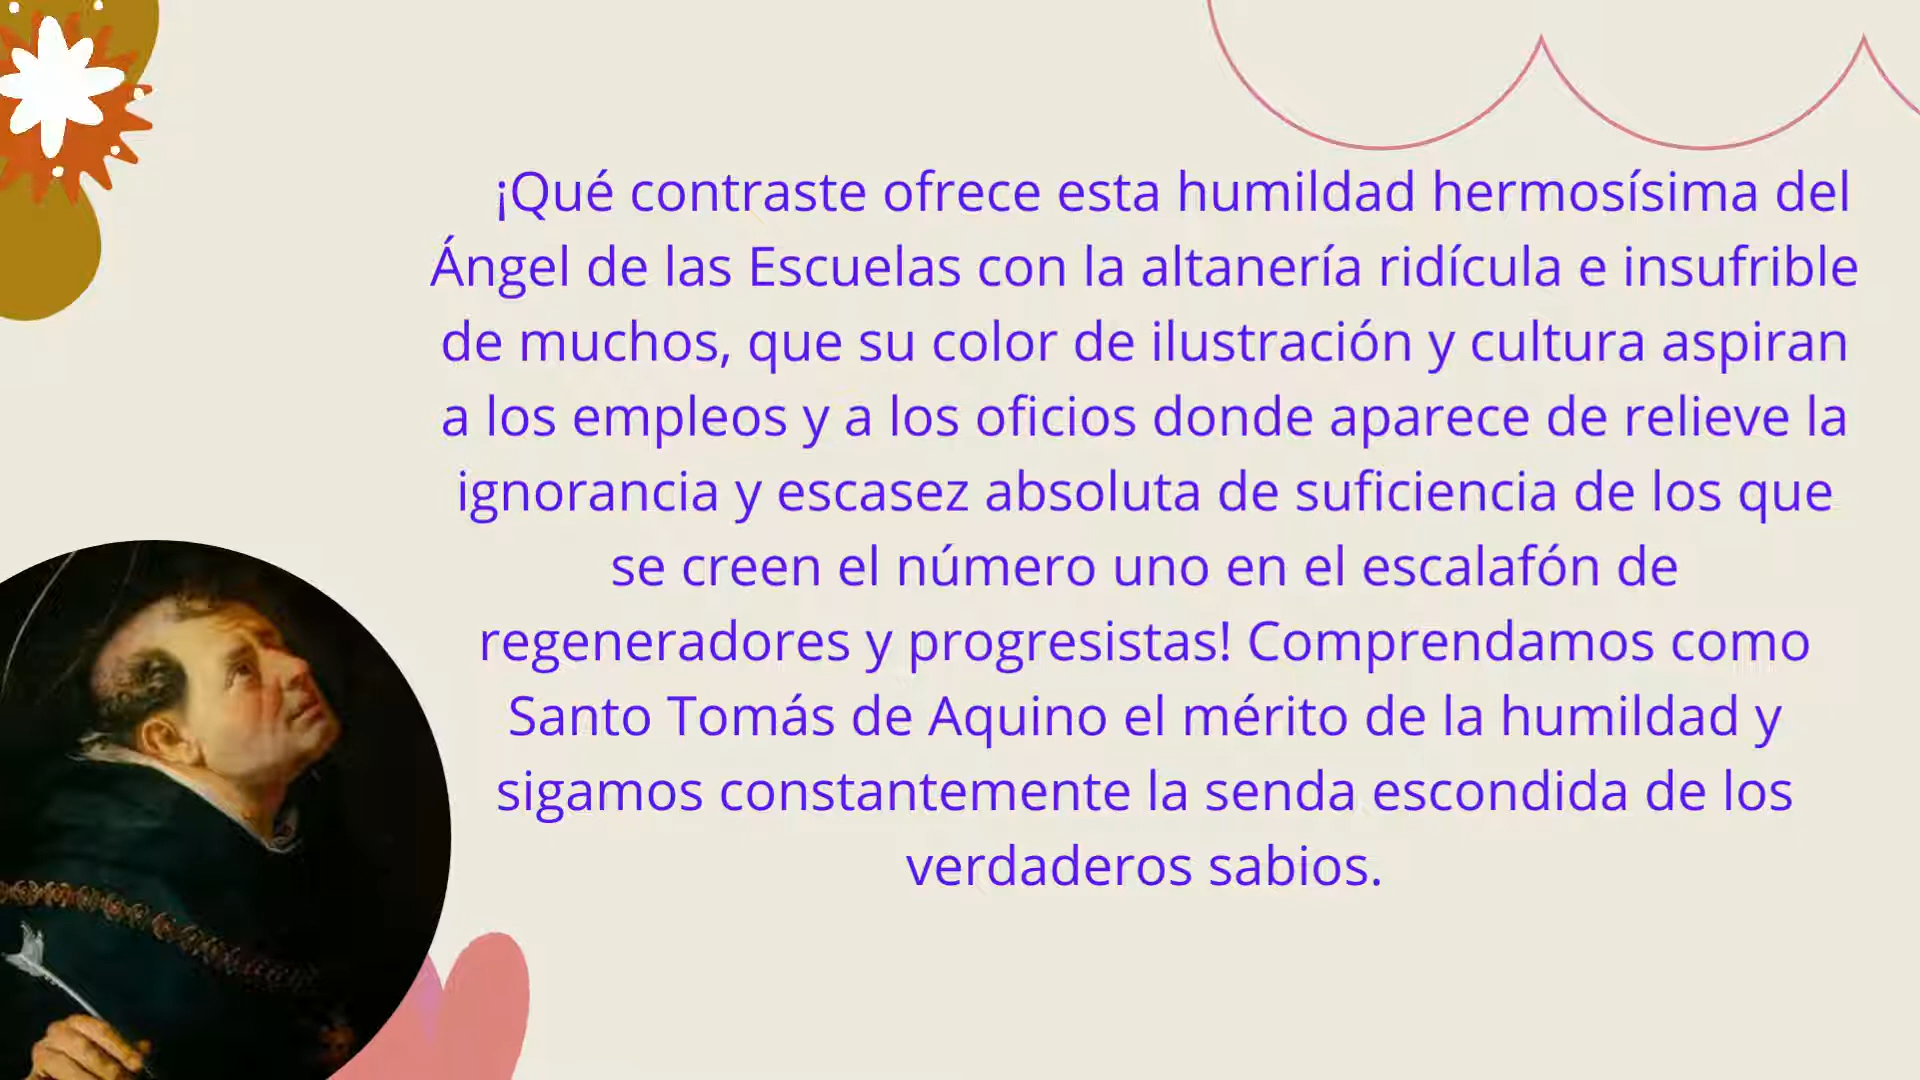 ¡Qué contraste ofrece esta humildad hermosísima del
Ángel de las Escuelas con la altanería ridícula e insufrible
de muchos, que su color de ilustración y cultura aspiran
a los empleos y a los oficios donde aparece de relieve la
ignorancia y escasez absoluta de suficiencia de los que
se creen el número uno en el escalafón de
regeneradores y progresistas! Comprendamos como
Santo Tomás de Aquino el mérito de la humildad y
sigamos constantemente la senda escondida de los
verdaderos sabios.